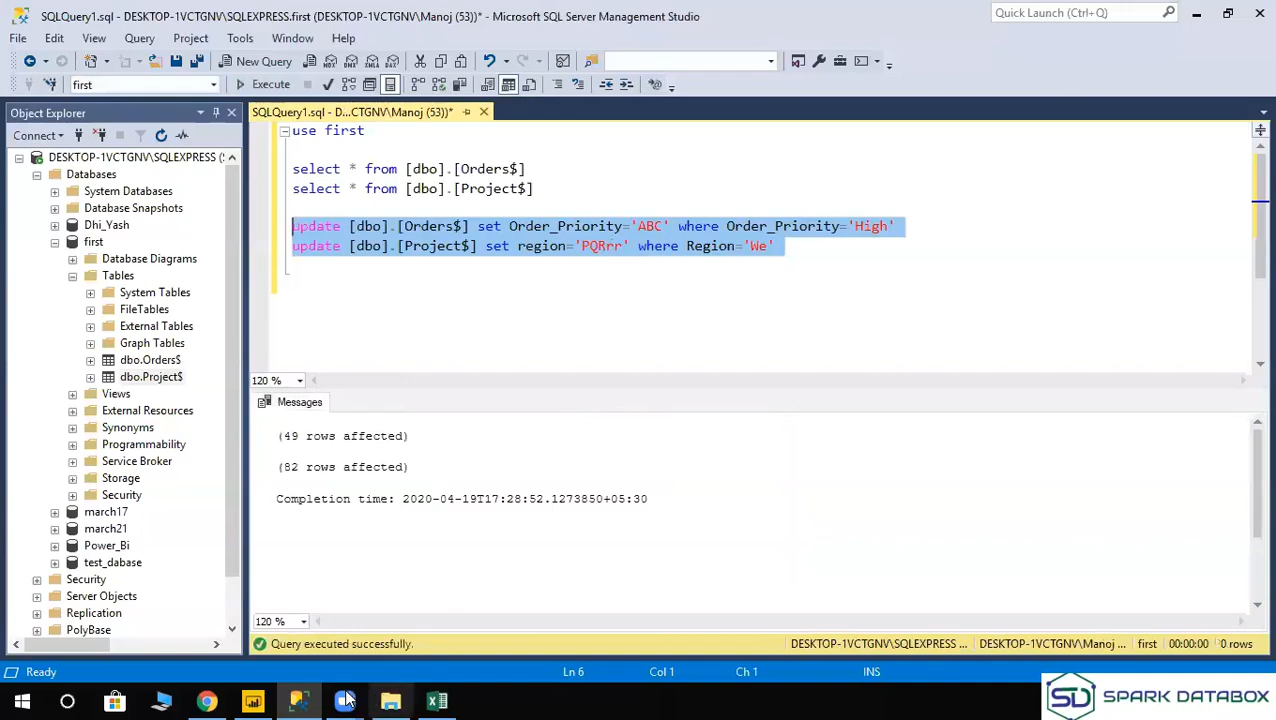 SQLQuery1.sql - DESKTOP-1VCTGNV\SQLEXPRESS.first (DESKTOP-1VCTGNV\Manoj (53))* - Microsoft SQL Server Management Studio
Quick Launch (Ctrl+Q)
File Edit View Query Project Tools Window Help
New Query
first
Execute
Object Explorer
SQLQuery1.sql - D...CTGNV\Manoj (53))*
Connect
DESKTOP-1VCTGNV\SQLEXPRESS (
Databases
System Databases
Database Snapshots
Dhi_Yash
first
Database Diagrams
Tables
System Tables
FileTables
External Tables
Graph Tables
dbo.Orders$
dbo.Project$
Views
External Resources
Synonyms
Programmability
Service Broker
Storage
Security
march17
march21
Power_Bi
test_dabase
Security
Server Objects
Replication
PolyBase
use first
select * from [dbo].[Orders$]
select * from [dbo].[Project$]
update [dbo].[Orders$] set Order_Priority='ABC' where Order_Priority='High'
update [dbo].[Project$] set region='PQRrr' where Region='We'
120 %
Messages
(49 rows affected)
(82 rows affected)
Completion time: 2020-04-19T17:28:52.1273850+05:30
120 %
Query executed successfully.
DESKTOP-1VCTGNV\SQLEXPRESS ...
DESKTOP-1VCTGNV\Manoj ...
first
00:00:00
0 rows
Ready
Ln 6
Col 1
Ch 1
INS
SD SPARK DATABOX